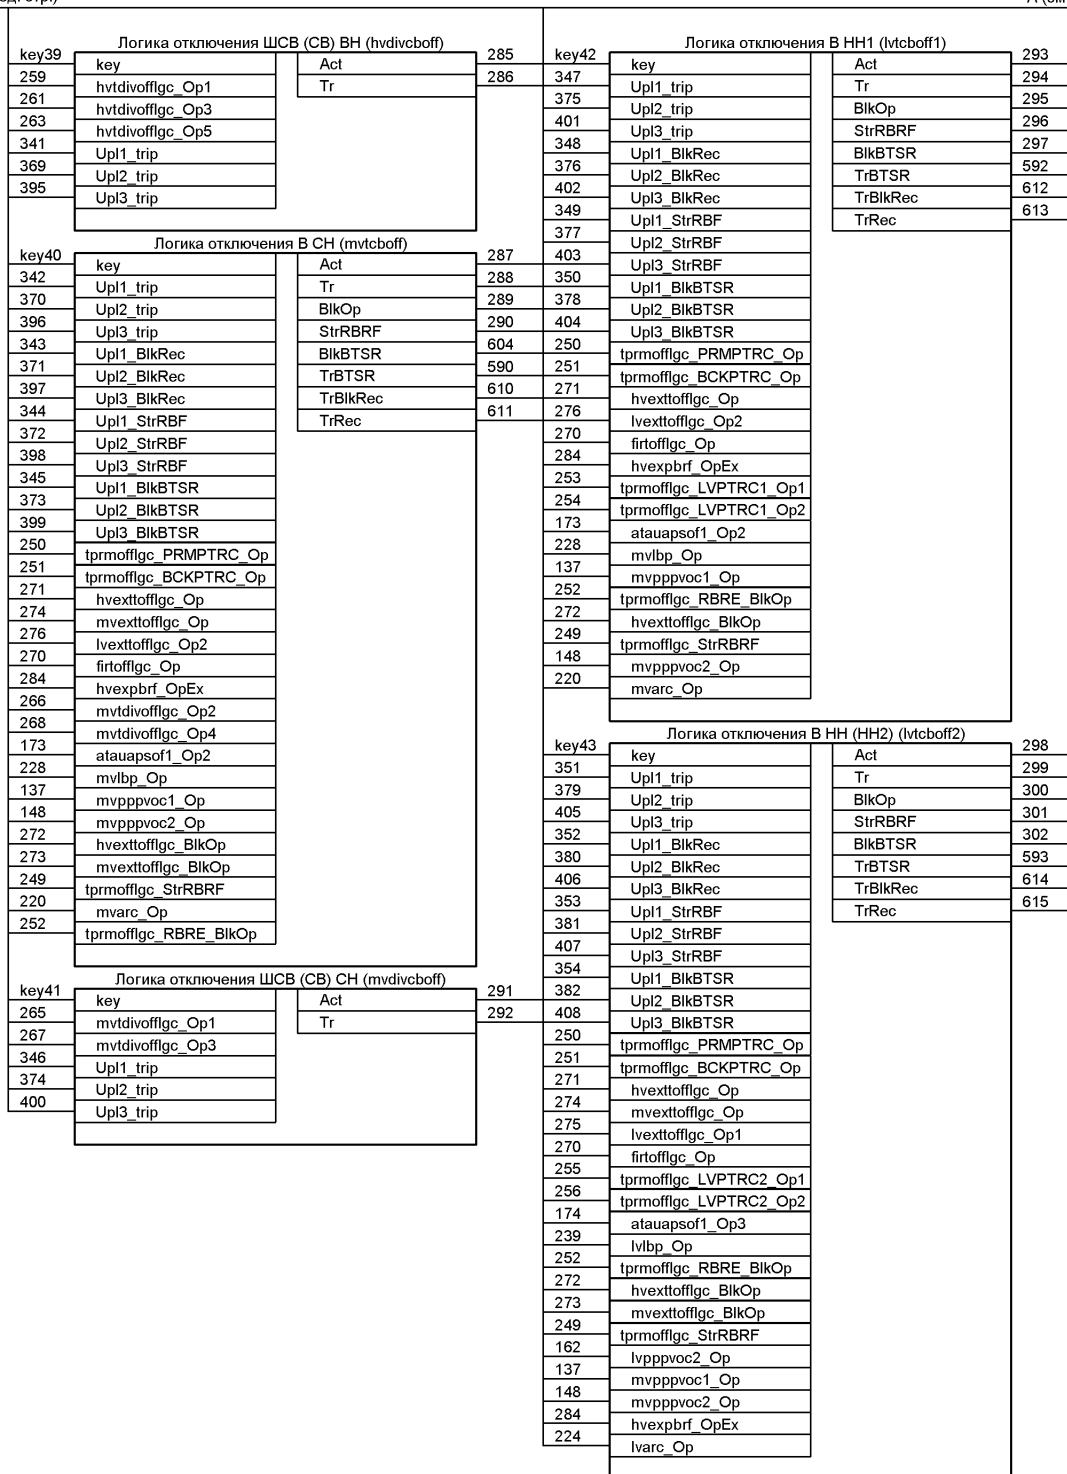 Логика отключения ШСВ (СВ) ВН (hvdivcboff)
key39 key Act 285
259 hvtdivofflgc_Op1 Tr 286
261 hvtdivofflgc_Op3
263 hvtdivofflgc_Op5
341 Upl1_trip
369 Upl2_trip
395 Upl3_trip
Логика отключения В СН (mvtcboff)
key40 key Act 287
342 Upl1_trip Tr 288
370 Upl2_trip BlkOp 289
396 Upl3_trip StrRBRF 290
343 Upl1_BlkRec BlkBTSR 604
371 Upl2_BlkRec TrBTSR 590
397 Upl3_BlkRec TrBlkRec 610
344 Upl1_StrRBF TrRec 611
372 Upl2_StrRBF
398 Upl3_StrRBF
345 Upl1_BlkBTSR
373 Upl2_BlkBTSR
399 Upl3_BlkBTSR
250 tprmofflgc_PRMPTRC_Op
251 tprmofflgc_BCKPTRC_Op
271 hvexttofflgc_Op
274 mvexttofflgc_Op
276 lvexttofflgc_Op2
270 firtofflgc_Op
284 hvexpbrf_OpEx
266 mvtdivofflgc_Op2
268 mvtdivofflgc_Op4
173 atauapsof1_Op2
228 mvlbp_Op
137 mvpppvoc1_Op
148 mvpppvoc2_Op
272 hvexttofflgc_BlkOp
273 mvexttofflgc_BlkOp
249 tprmofflgc_StrRBRF
220 mvarc_Op
252 tprmofflgc_RBRE_BlkOp
Логика отключения ШСВ (СВ) СН (mvdivcboff)
key41 key Act 291
265 mvtdivofflgc_Op1 Tr 292
267 mvtdivofflgc_Op3
346 Upl1_trip
374 Upl2_trip
400 Upl3_trip
Логика отключения В НН1 (lvtcboff1)
key42 key Act 293
347 Upl1_trip Tr 294
375 Upl2_trip BlkOp 295
401 Upl3_trip StrRBRF 296
348 Upl1_BlkRec BlkBTSR 297
376 Upl2_BlkRec TrBTSR 592
402 Upl3_BlkRec TrBlkRec 612
349 Upl1_StrRBF TrRec 613
377 Upl2_StrRBF
403 Upl3_StrRBF
350 Upl1_BlkBTSR
378 Upl2_BlkBTSR
404 Upl3_BlkBTSR
250 tprmofflgc_PRMPTRC_Op
251 tprmofflgc_BCKPTRC_Op
271 hvexttofflgc_Op
276 lvexttofflgc_Op2
270 firtofflgc_Op
284 hvexpbrf_OpEx
253 tprmofflgc_LVPTRC1_Op1
254 tprmofflgc_LVPTRC1_Op2
173 atauapsof1_Op2
228 mvlbp_Op
137 mvpppvoc1_Op
252 tprmofflgc_RBRE_BlkOp
272 hvexttofflgc_BlkOp
249 tprmofflgc_StrRBRF
148 mvpppvoc2_Op
220 mvarc_Op
Логика отключения В НН (НН2) (lvtcboff2)
key43 key Act 298
351 Upl1_trip Tr 299
379 Upl2_trip BlkOp 300
405 Upl3_trip StrRBRF 301
352 Upl1_BlkRec BlkBTSR 302
380 Upl2_BlkRec TrBTSR 593
406 Upl3_BlkRec TrBlkRec 614
353 Upl1_StrRBF TrRec 615
381 Upl2_StrRBF
407 Upl3_StrRBF
354 Upl1_BlkBTSR
382 Upl2_BlkBTSR
408 Upl3_BlkBTSR
250 tprmofflgc_PRMPTRC_Op
251 tprmofflgc_BCKPTRC_Op
271 hvexttofflgc_Op
274 mvexttofflgc_Op
275 lvexttofflgc_Op1
270 firtofflgc_Op
255 tprmofflgc_LVPTRC2_Op1
256 tprmofflgc_LVPTRC2_Op2
174 atauapsof1_Op3
239 lvlbp_Op
252 tprmofflgc_RBRE_BlkOp
272 hvexttofflgc_BlkOp
273 mvexttofflgc_BlkOp
249 tprmofflgc_StrRBRF
162 lvpppvoc2_Op
137 mvpppvoc1_Op
148 mvpppvoc2_Op
284 hvexpbrf_OpEx
224 lvarc_Op